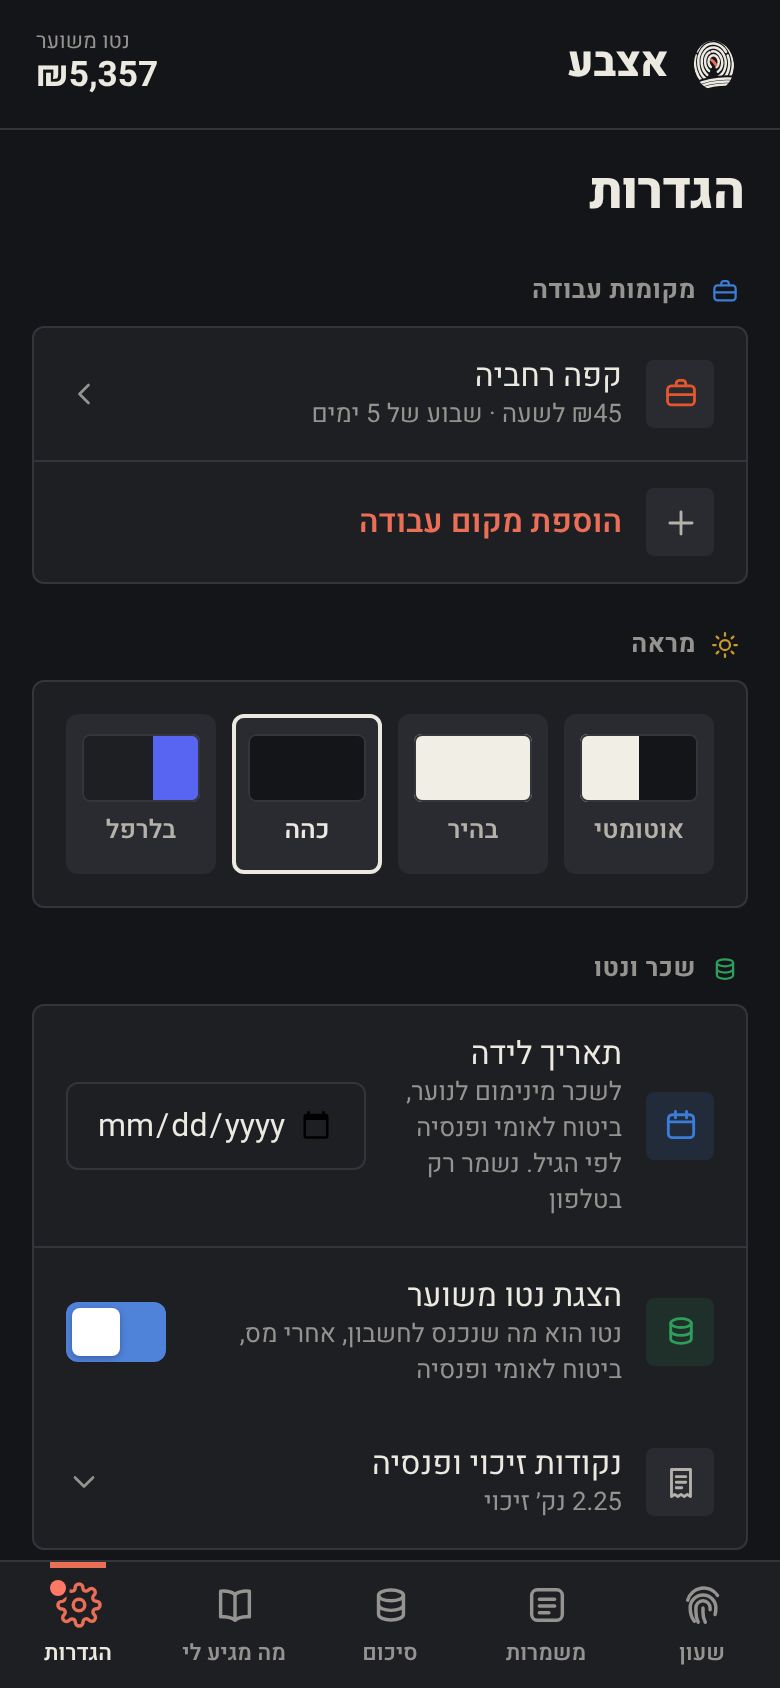 אצבע
נטו משוער
₪5,357
הגדרות
מקומות עבודה
קפה רחביה
₪45 לשעה · שבוע של 5 ימים
הוספת מקום עבודה
מראה
אוטומטי
בהיר
כהה
בלרפל
שכר ונטו
תאריך לידה
לשכר מינימום לנוער,
ביטוח לאומי ופנסיה
לפי הגיל. נשמר רק
בטלפון
mm/dd/yyyy
הצגת נטו משוער
נטו הוא מה שנכנס לחשבון, אחרי מס,
ביטוח לאומי ופנסיה
נקודות זיכוי ופנסיה
2.25 נק׳ זיכוי
שעון
משמרות
סיכום
מה מגיע לי
הגדרות